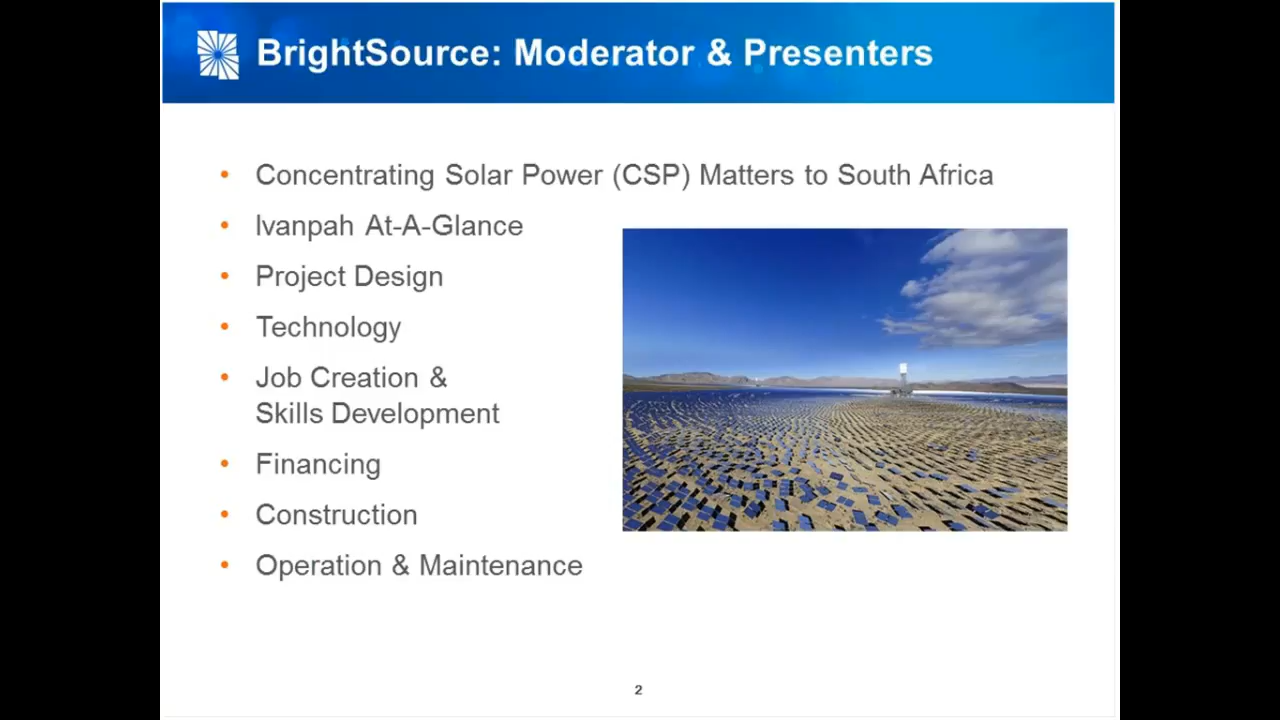 BrightSource: Moderator & Presenters
• Concentrating Solar Power (CSP) Matters to South Africa
• Ivanpah At-A-Glance
• Project Design
• Technology
• Job Creation &
Skills Development
• Financing
• Construction
• Operation & Maintenance
2